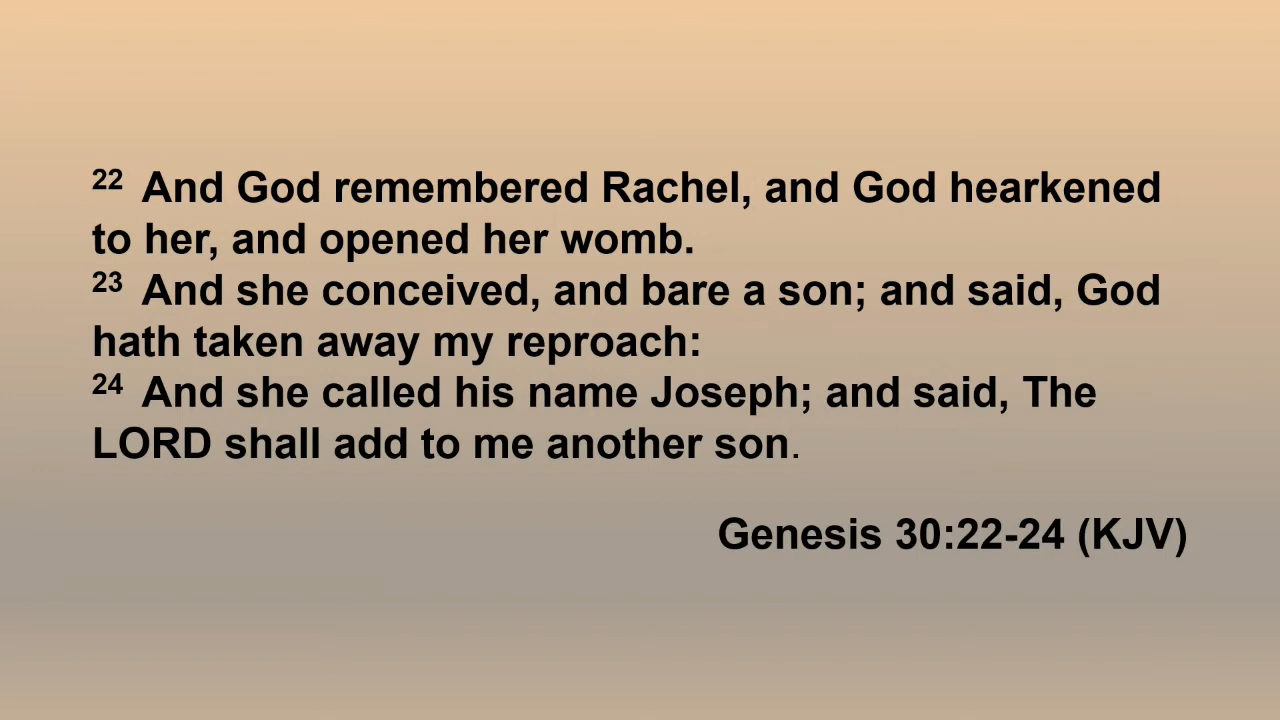 22 And God remembered Rachel, and God hearkened
to her, and opened her womb.
23 And she conceived, and bare a son; and said, God
hath taken away my reproach:
24 And she called his name Joseph; and said, The
LORD shall add to me another son.
Genesis 30:22-24 (KJV)